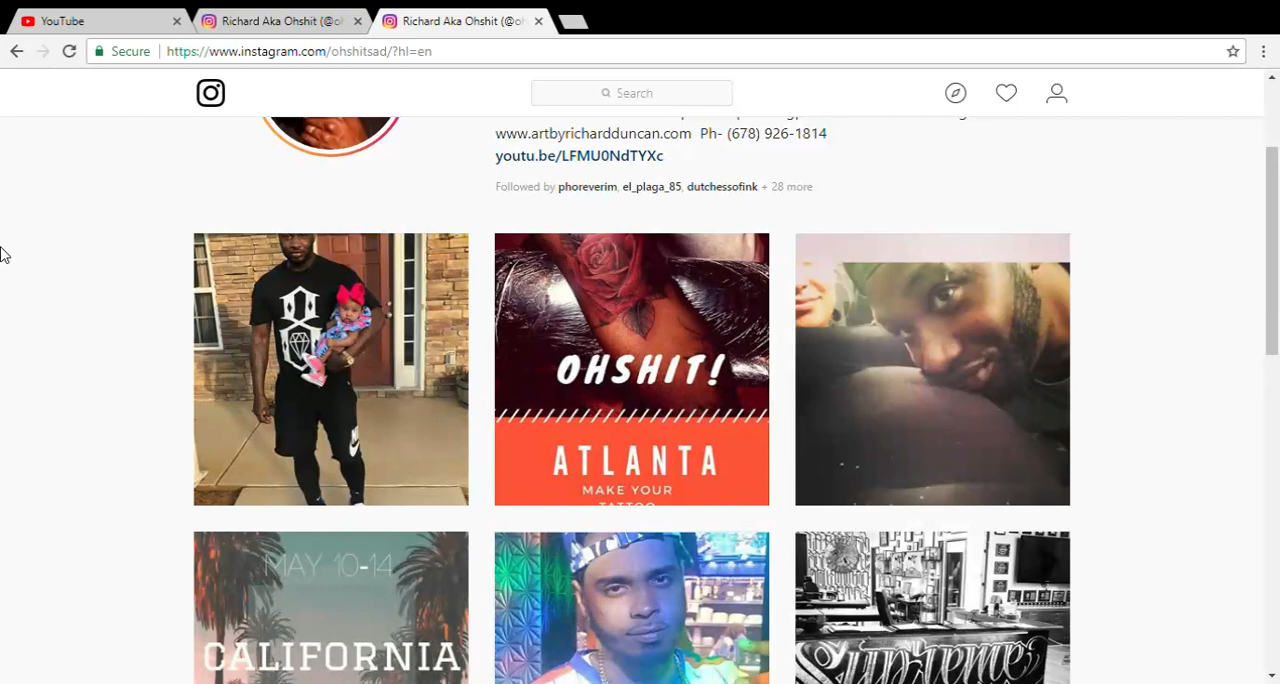 YouTube
Richard Aka Ohshit (@oh
Richard Aka Ohshit (@oh
Secure
https://www.instagram.com/ohshitsad/?hl=en
Search
www.artbyrichardduncan.com Ph- (678) 926-1814
youtu.be/LFMU0NdTYXc
Followed by phoreverim, el_plaga_85, dutchessofink + 28 more
OHSHIT!
ATLANTA
MAKE YOUR
TATTOO
MAY 10-14
CALIFORNIA
Supreme